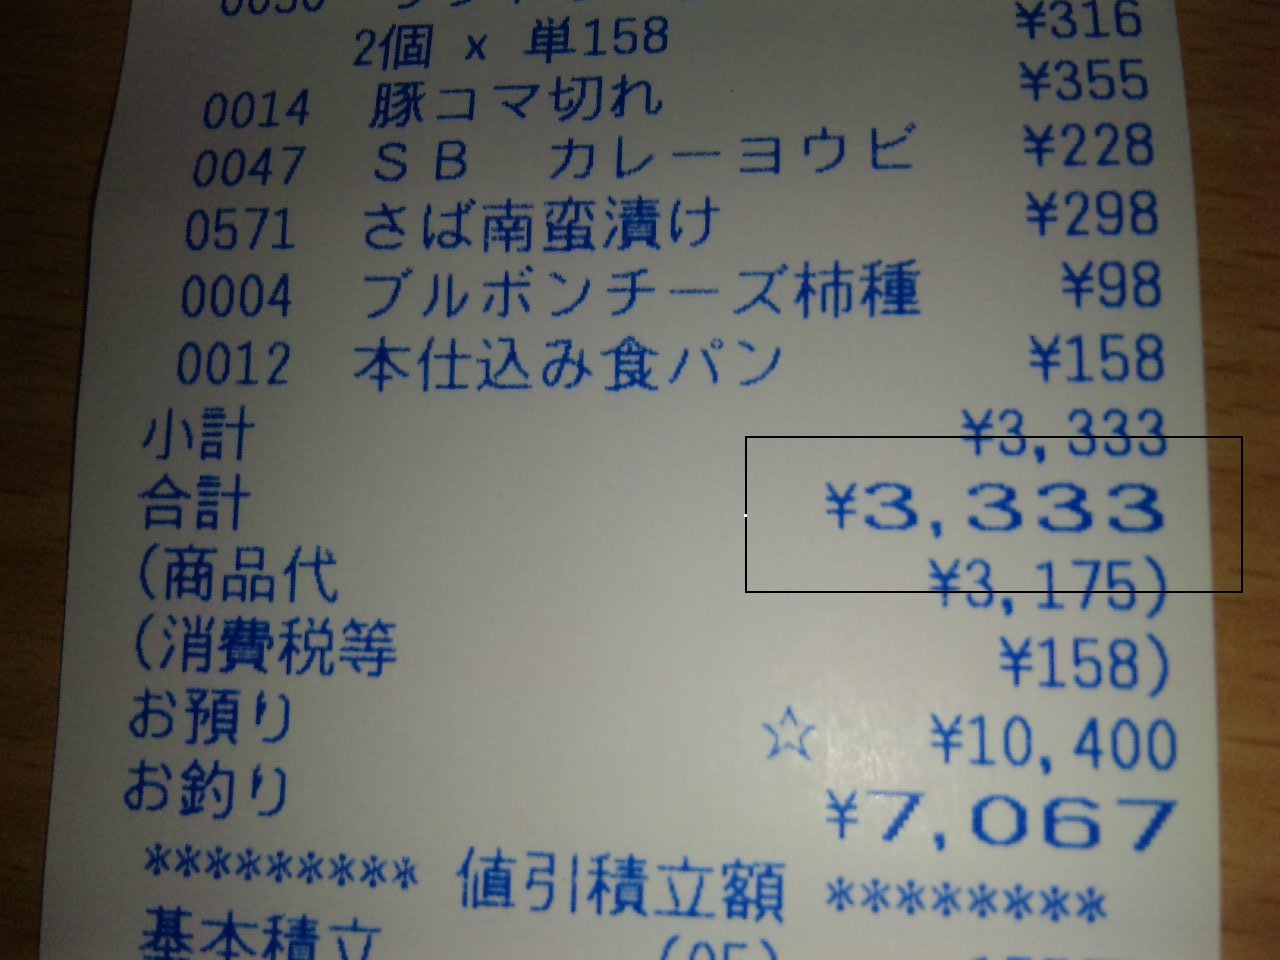 2個 x 単158 ¥316
0014 豚コマ切れ ¥355
0047 SB カレーヨウビ ¥228
0571 さば南蛮漬け ¥298
0004 ブルボンチーズ柿種 ¥98
0012 本仕込み食パン ¥158
小計 ¥3,333
合計 ¥3,333
(商品代 ¥3,175)
(消費税等 ¥158)
お預り ☆ ¥10,400
お釣り ¥7,067
********* 値引積立額 ********
基本積立